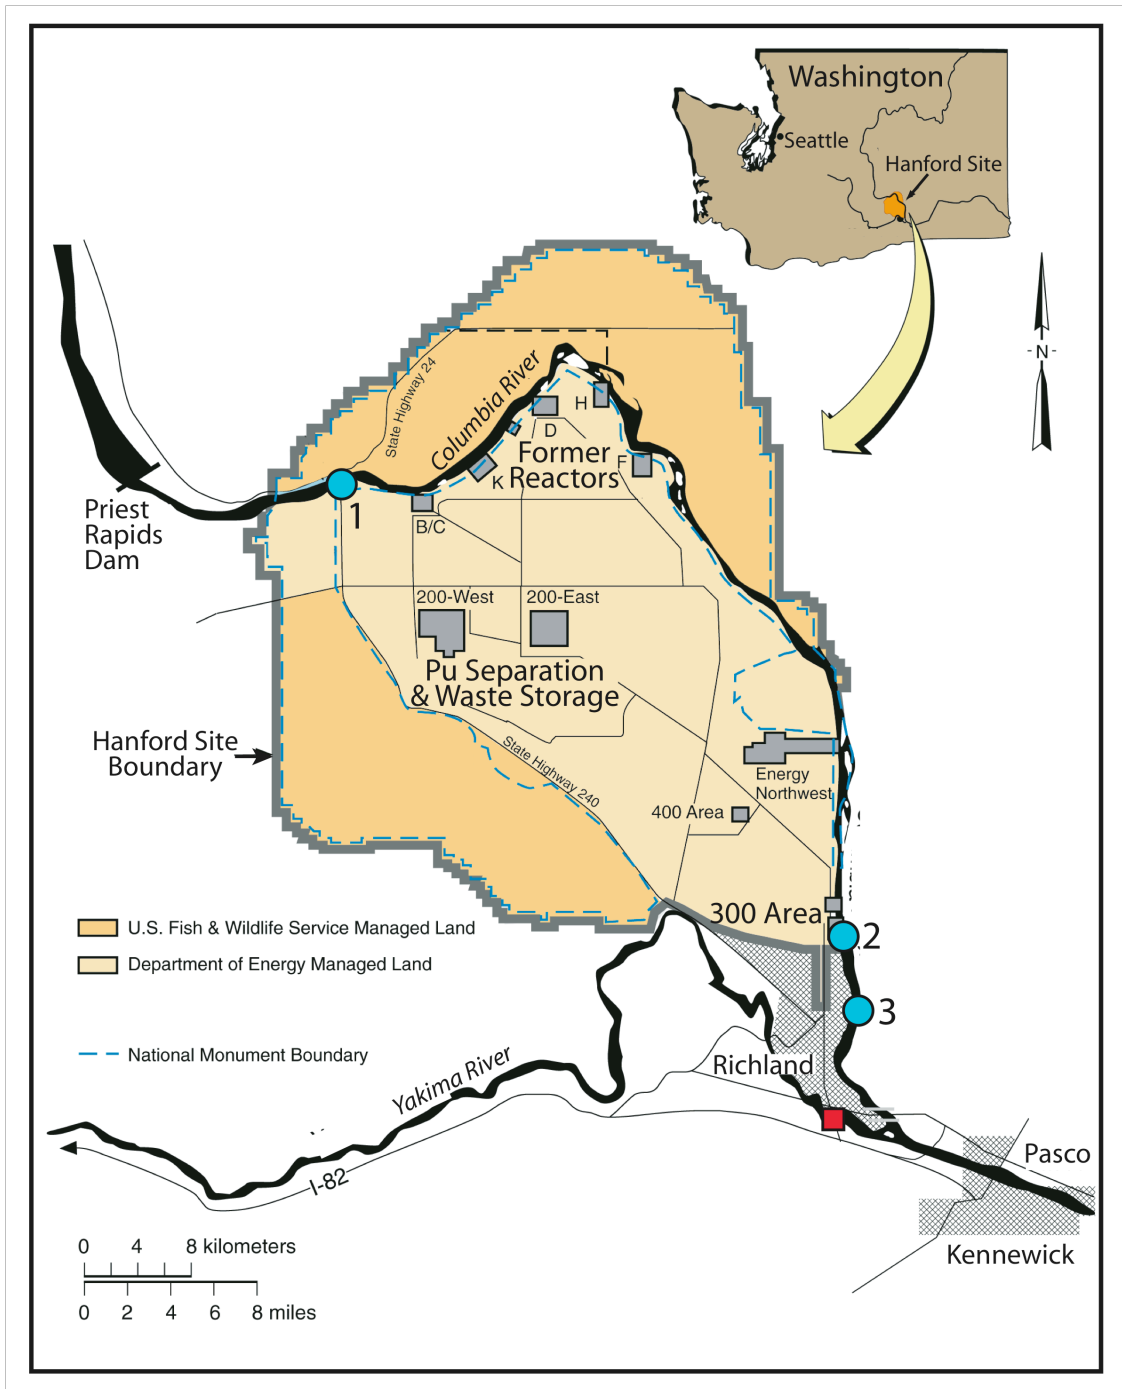 Washington
Seattle
Hanford Site
-N-
State Highway 24
Columbia River
H
D
Former
Reactors
F
K
B/C
Priest
Rapids
Dam
1
200-West
200-East
Pu Separation
& Waste Storage
Hanford Site
Boundary
State Highway 240
Energy
Northwest
400 Area
300 Area
2
3
U.S. Fish & Wildlife Service Managed Land
Department of Energy Managed Land
National Monument Boundary
Richland
Yakima River
I-82
Pasco
Kennewick
0 4 8 kilometers
0 2 4 6 8 miles